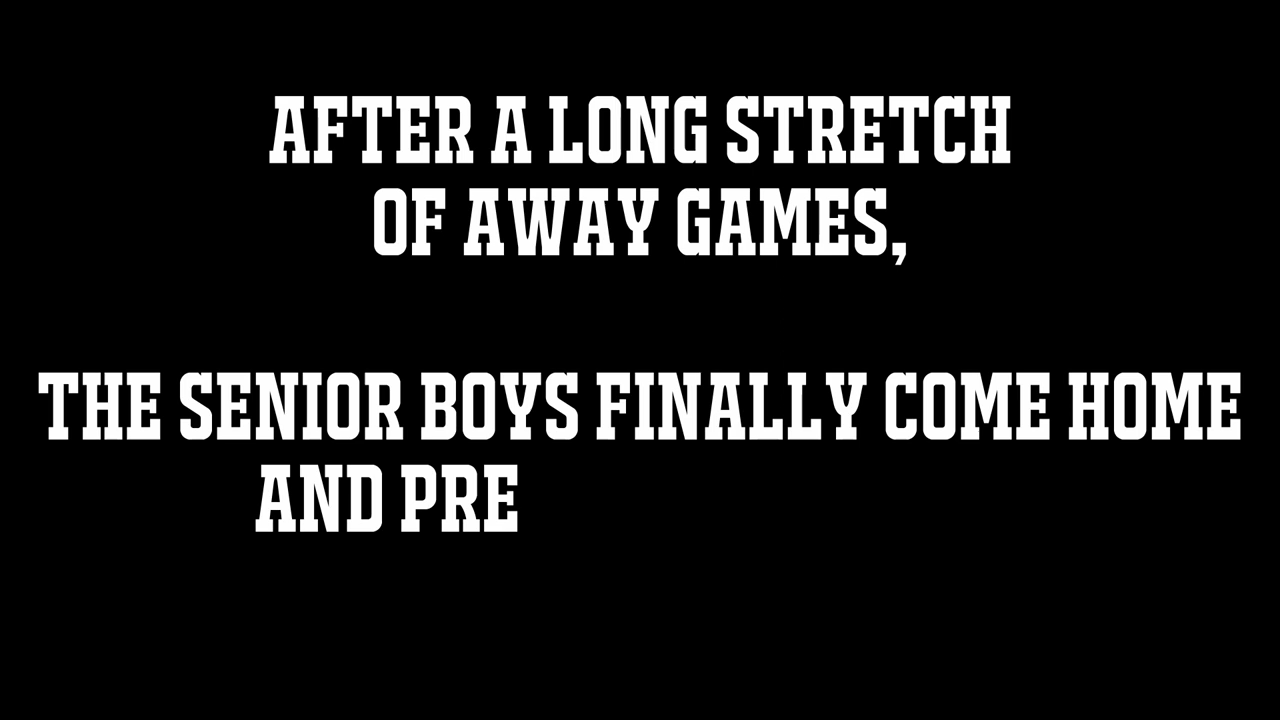 AFTER A LONG STRETCH
OF AWAY GAMES,
THE SENIOR BOYS FINALLY COME HOME
AND PRE